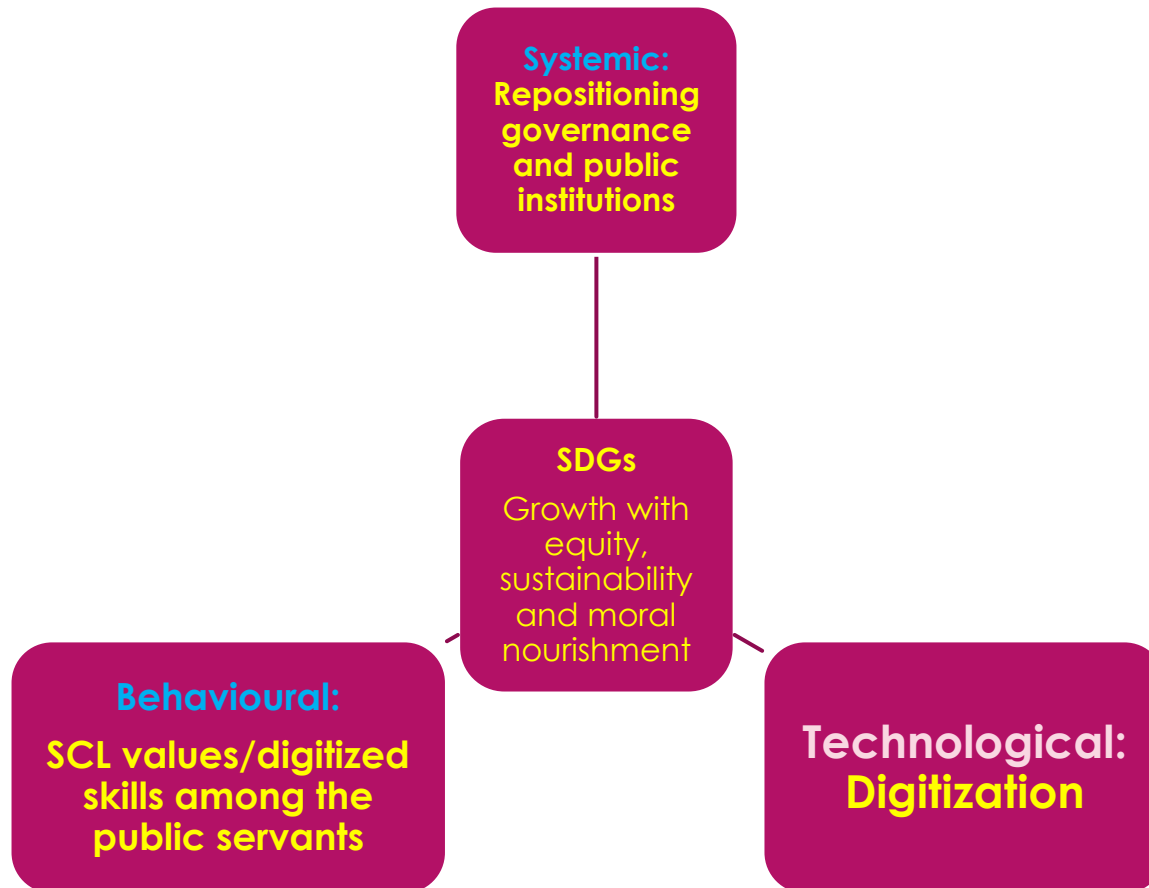 Systemic:
Repositioning
governance
and public
institutions
SDGs
Growth with
equity,
sustainability
and moral
nourishment
Behavioural:
SCL values/digitized
skills among the
public servants
Technological:
Digitization